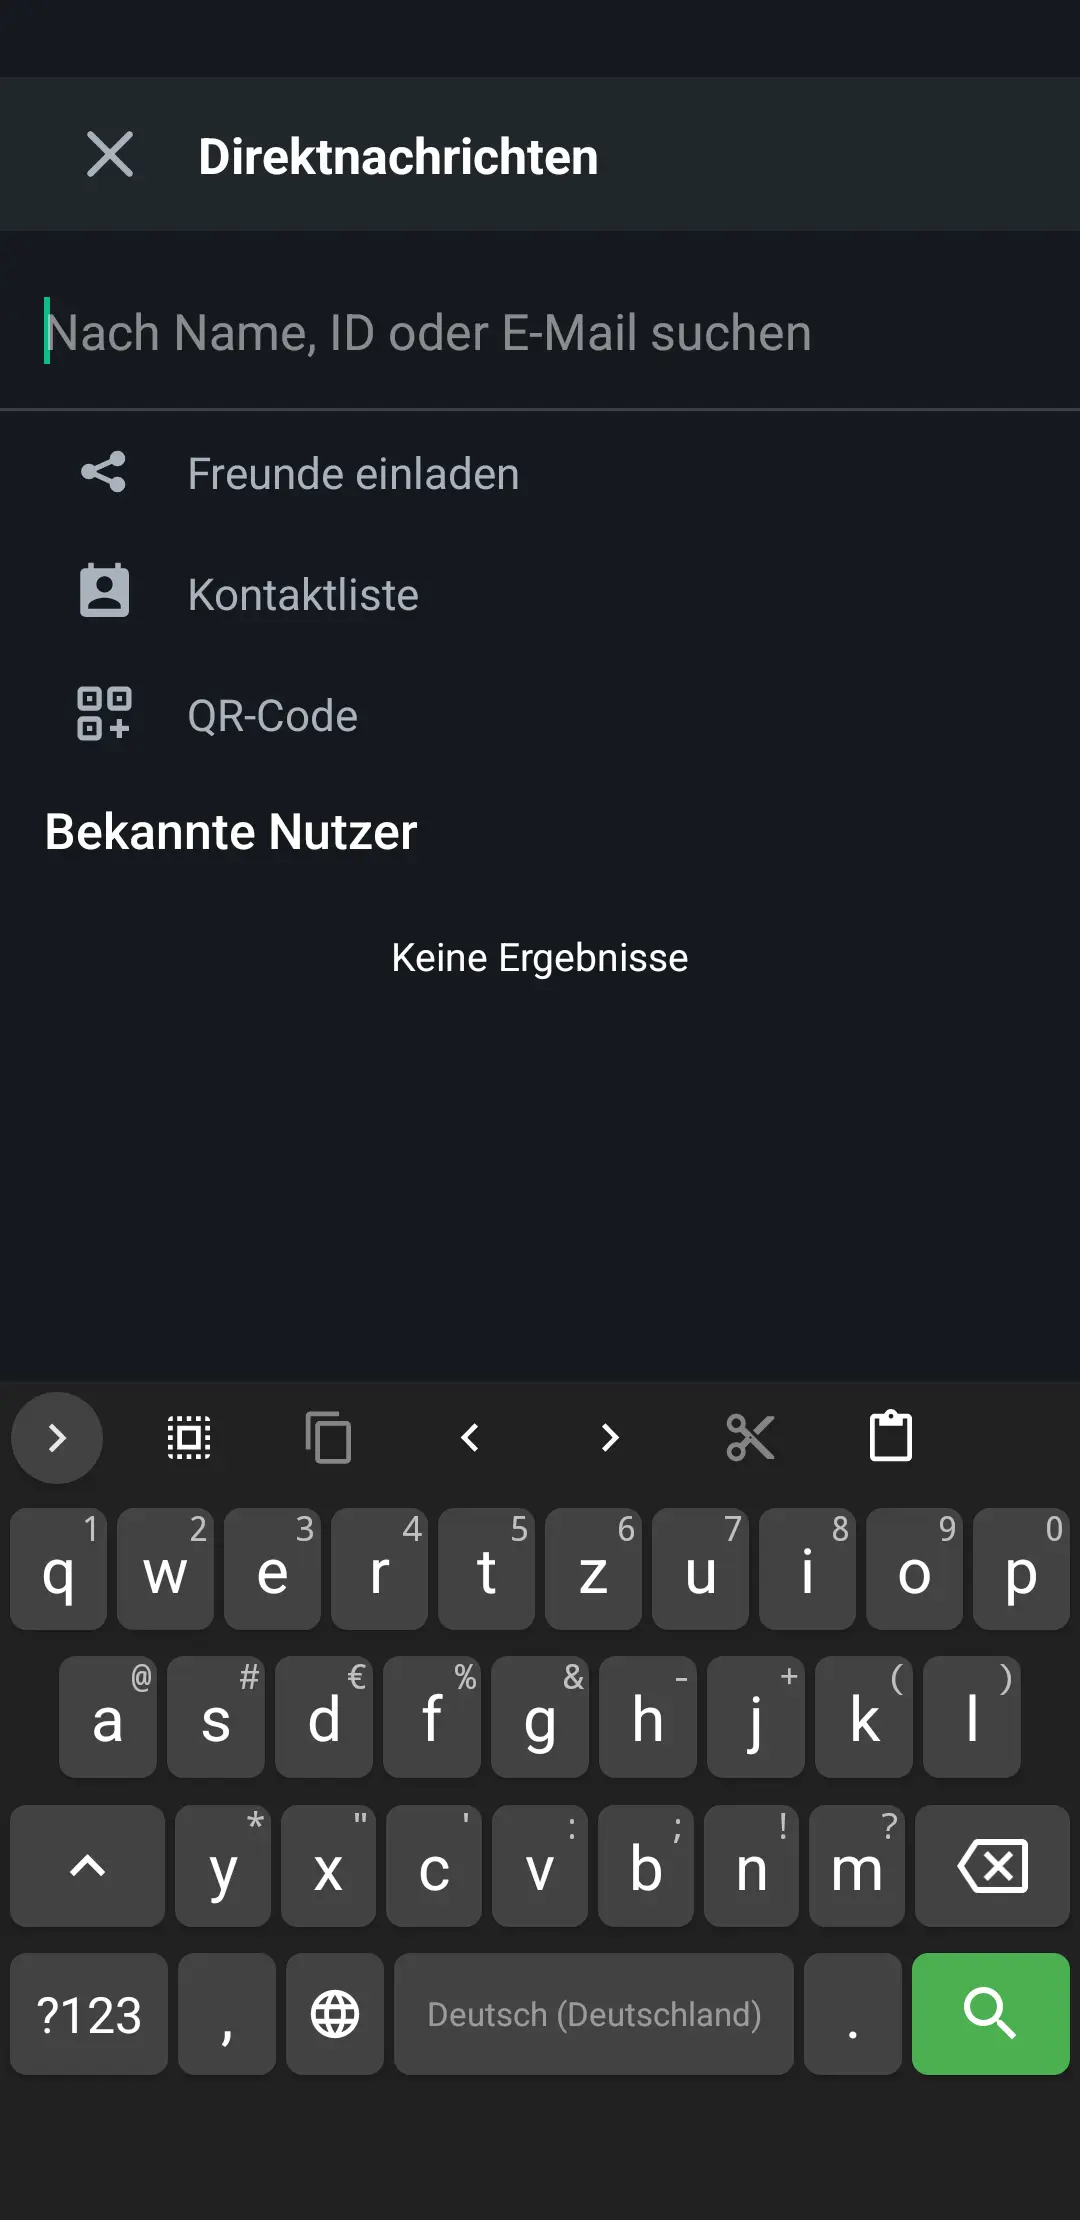 Direktnachrichten
Nach Name, ID oder E-Mail suchen
Freunde einladen
Kontaktliste
QR-Code
Bekannte Nutzer
Keine Ergebnisse
1 2 3 4 5 6 7 8 9 0
q w e r t z u i o p
@ # € % & - + ( )
a s d f g h j k l
* " ' : ; ! ?
y x c v b n m
?123 , Deutsch (Deutschland) .